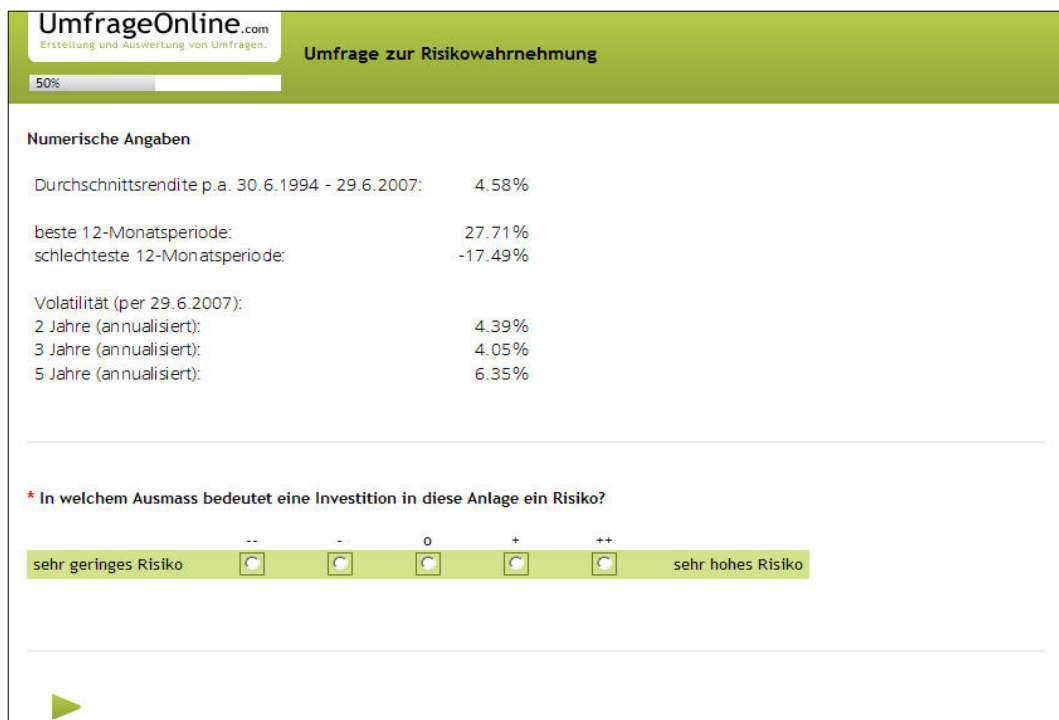 UmfrageOnline.com
Erstellung und Auswertung von Umfragen.
Umfrage zur Risikowahrnehmung
50%
Numerische Angaben
Durchschnittsrendite p.a. 30.6.1994 - 29.6.2007: 4.58%
beste 12-Monatsperiode: 27.71%
schlechteste 12-Monatsperiode: -17.49%
Volatilität (per 29.6.2007):
2 Jahre (annualisiert): 4.39%
3 Jahre (annualisiert): 4.05%
5 Jahre (annualisiert): 6.35%
* In welchem Ausmass bedeutet eine Investition in diese Anlage ein Risiko?
-- - o + ++
sehr geringes Risiko sehr hohes Risiko